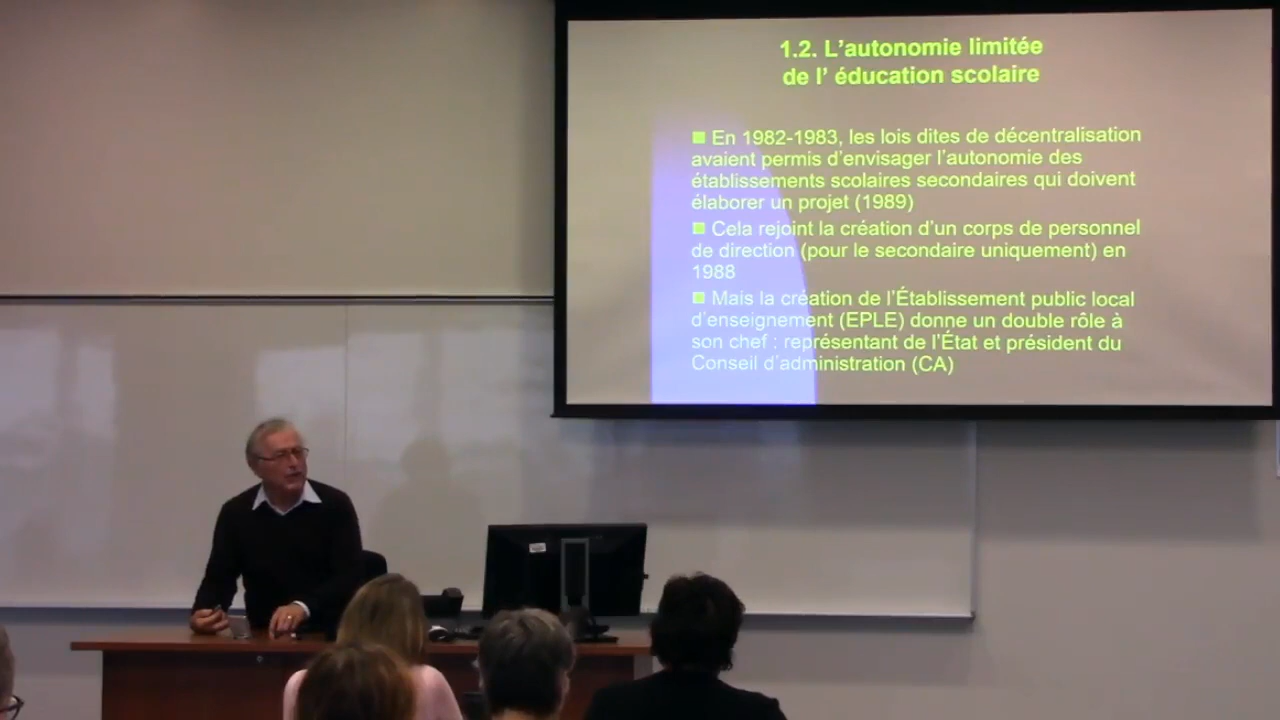 1.2. L’autonomie limitée
de l’ éducation scolaire
■ En 1982-1983, les lois dites de décentralisation
avaient permis d’envisager l’autonomie des
établissements scolaires secondaires qui doivent
élaborer un projet (1989)
■ Cela rejoint la création d’un corps de personnel
de direction (pour le secondaire uniquement) en
1988
■ Mais la création de l’Établissement public local
d’enseignement (EPLE) donne un double rôle à
son chef : représentant de l’État et président du
Conseil d’administration (CA)